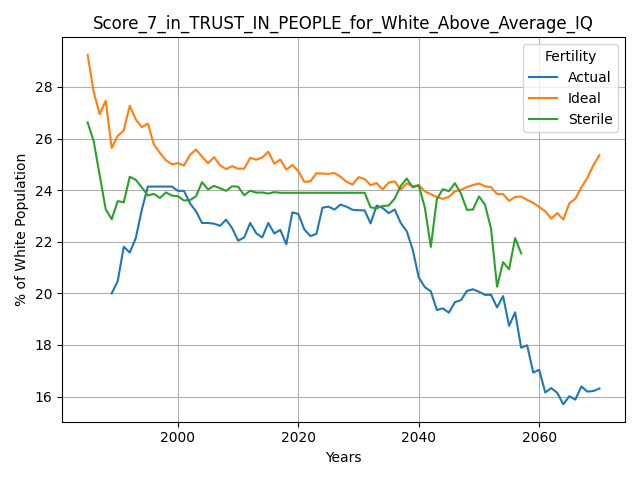 Score_7_in_TRUST_IN_PEOPLE_for_White_Above_Average_IQ
Fertility
Actual
Ideal
Sterile
% of White Population
28
26
24
22
20
18
16
2000
2020
2040
2060
Years